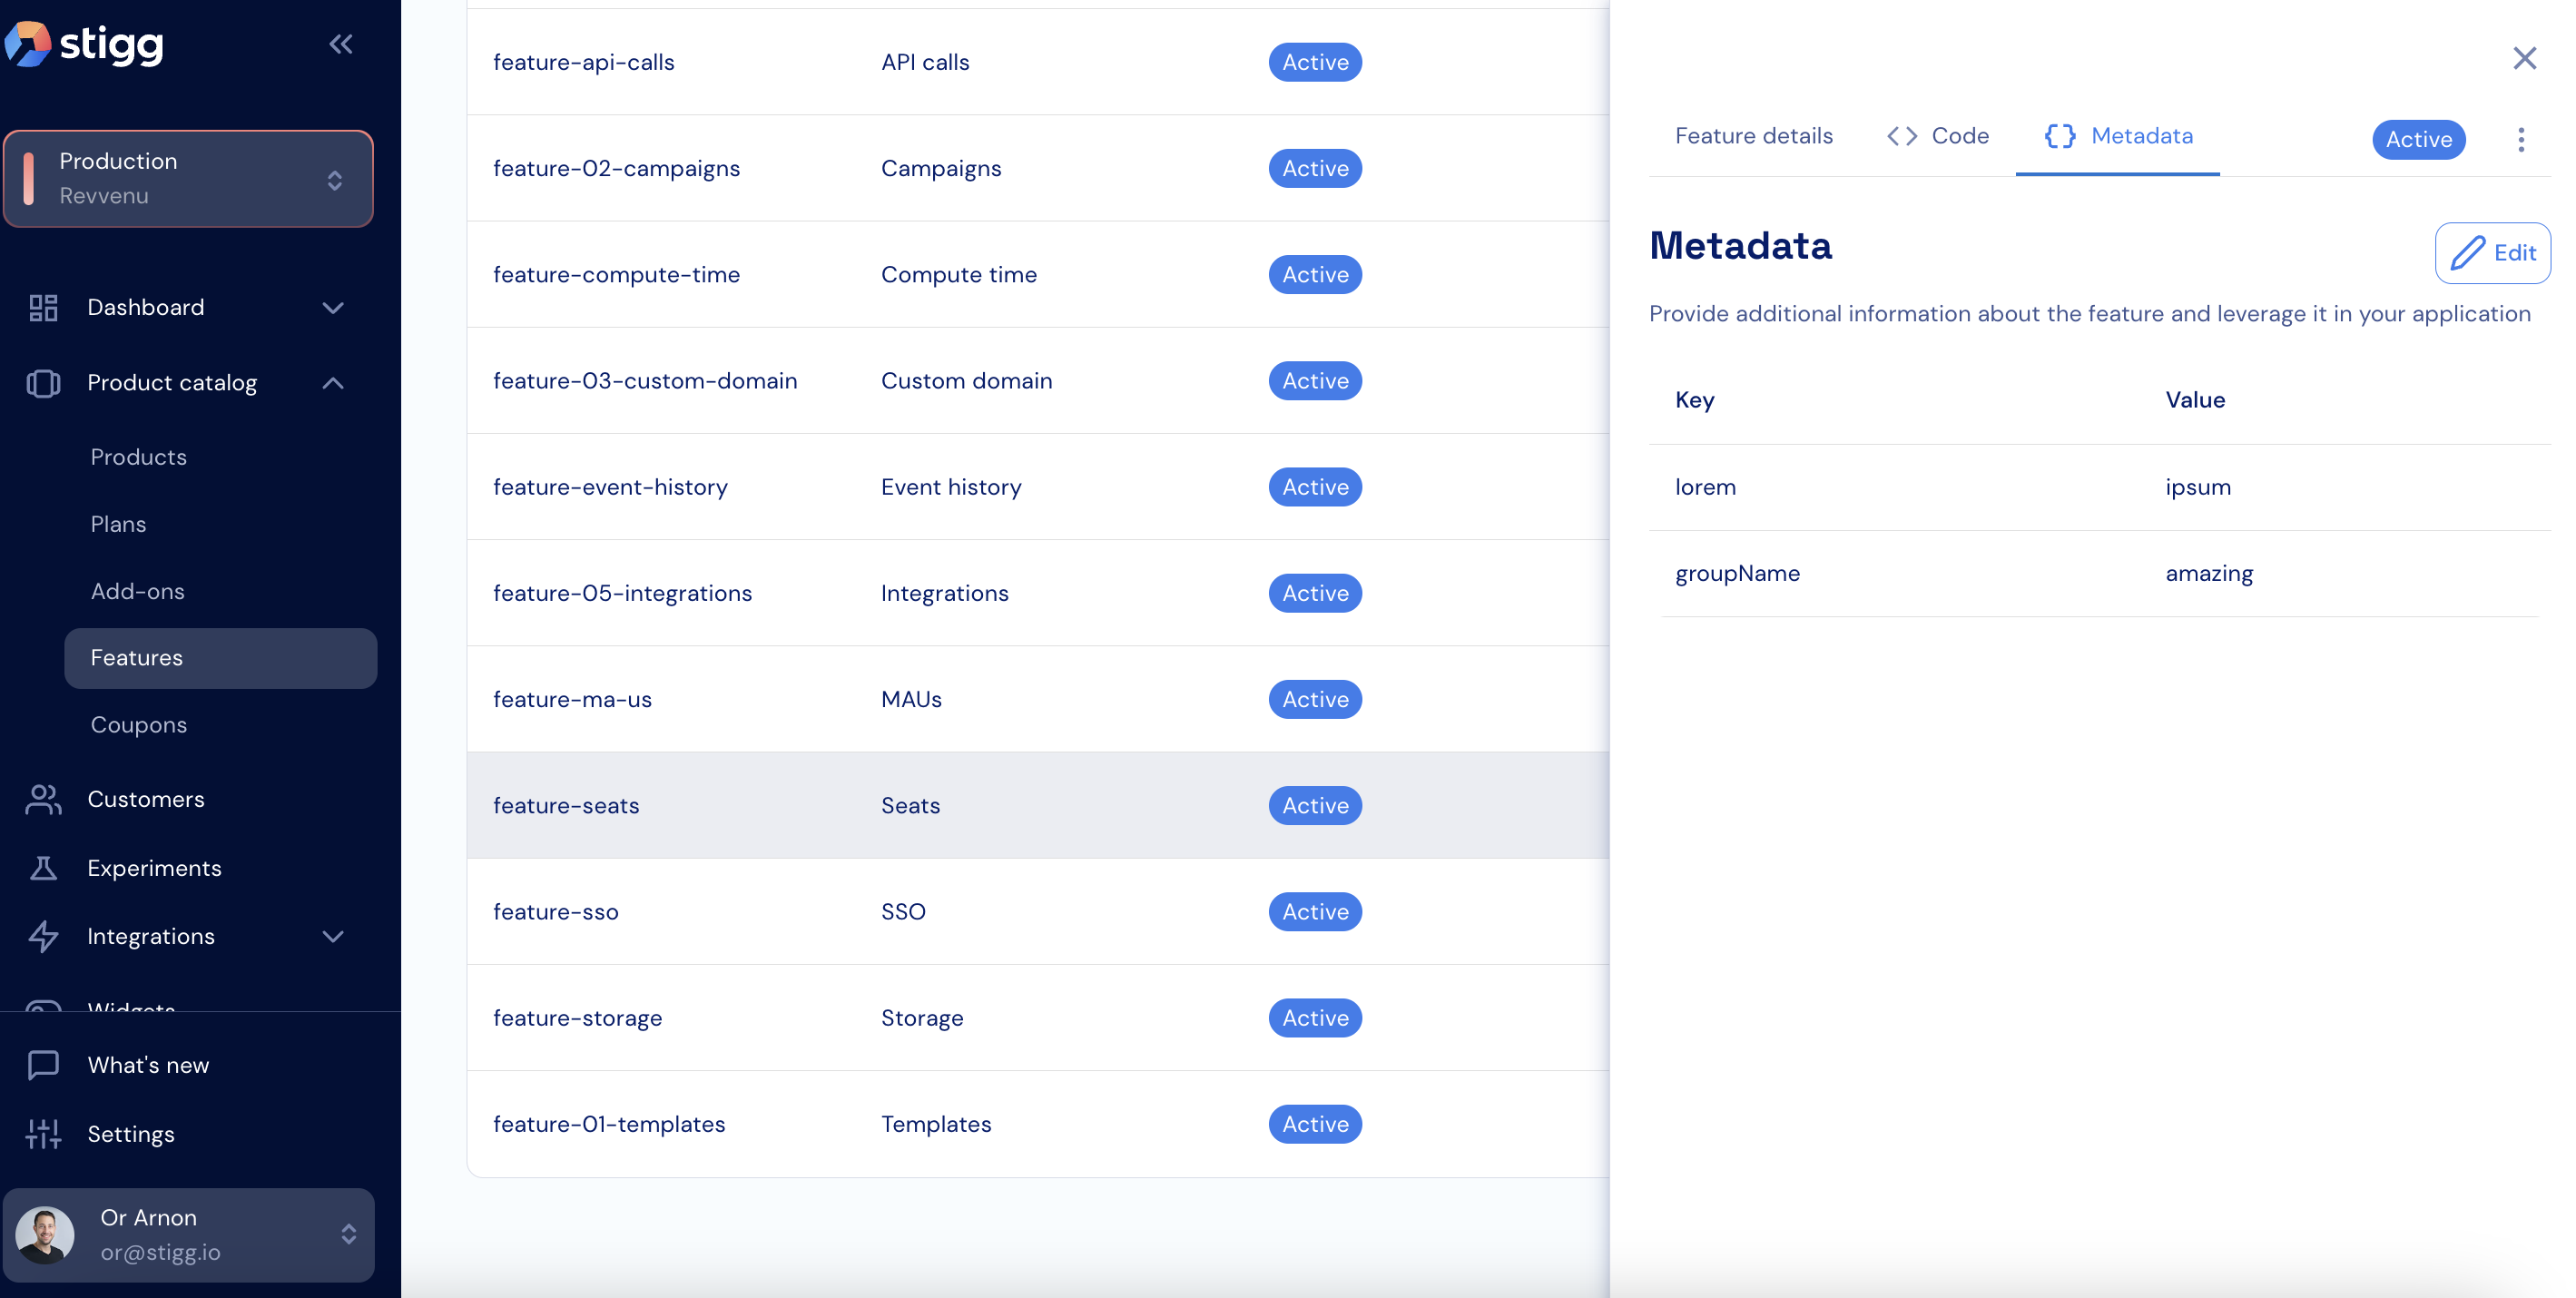 stigg
Production
Revvenu
Dashboard
Product catalog
Products
Plans
Add-ons
Features
Coupons
Customers
Experiments
Integrations
Widgets
What's new
Settings
Or Arnon
or@stigg.io
feature-api-calls API calls Active
feature-02-campaigns Campaigns Active
feature-compute-time Compute time Active
feature-03-custom-domain Custom domain Active
feature-event-history Event history Active
feature-05-integrations Integrations Active
feature-ma-us MAUs Active
feature-seats Seats Active
feature-sso SSO Active
feature-storage Storage Active
feature-01-templates Templates Active
Feature details <> Code {} Metadata Active
Metadata
Edit
Provide additional information about the feature and leverage it in your application
Key Value
lorem ipsum
groupName amazing